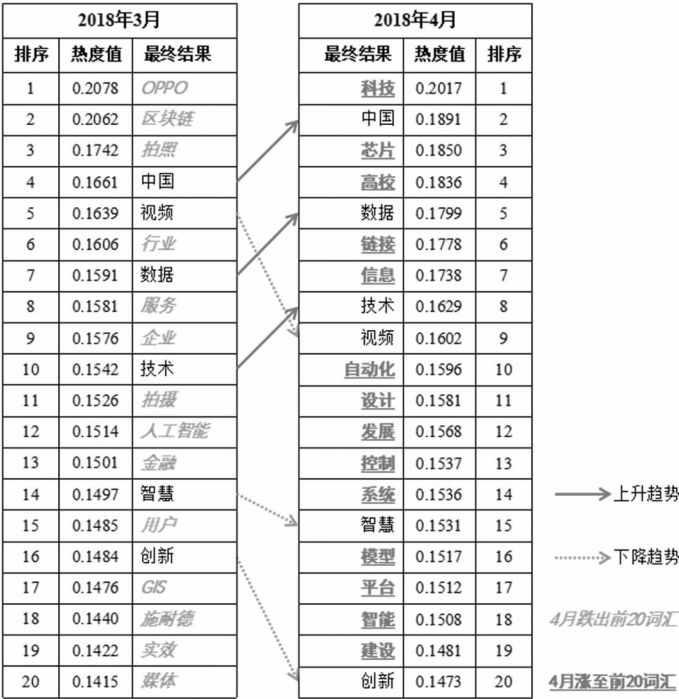 2018年3月 2018年4月
排序 热度值 最终结果 最终结果 热度值 排序
1 0.2078 OPPO 科技 0.2017 1
2 0.2062 区块链 中国 0.1891 2
3 0.1742 拍照 芯片 0.1850 3
4 0.1661 中国 高校 0.1836 4
5 0.1639 视频 数据 0.1799 5
6 0.1606 行业 链接 0.1778 6
7 0.1591 数据 信息 0.1738 7
8 0.1581 服务 技术 0.1629 8
9 0.1576 企业 视频 0.1602 9
10 0.1542 技术 自动化 0.1596 10
11 0.1526 拍摄 设计 0.1581 11
12 0.1514 人工智能 发展 0.1568 12
13 0.1501 金融 控制 0.1537 13
14 0.1497 智慧 系统 0.1536 14 上升趋势
15 0.1485 用户 智慧 0.1531 15
16 0.1484 创新 模型 0.1517 16 下降趋势
17 0.1476 GIS 平台 0.1512 17
18 0.1440 施耐德 智能 0.1508 18 4月跌出前20词汇
19 0.1422 实效 建设 0.1481 19
20 0.1415 媒体 创新 0.1473 20 4月涨至前20词汇